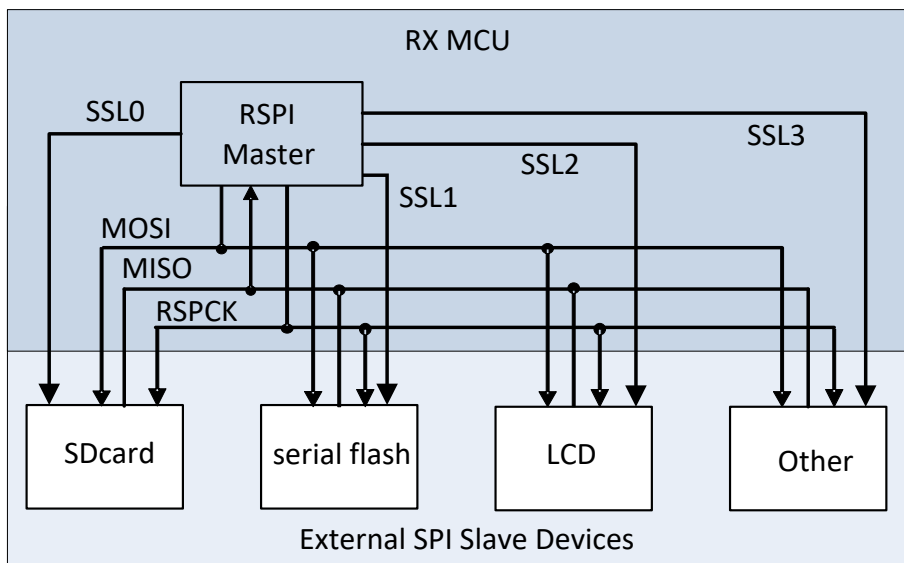 RX MCU
SSL0
RSPI
Master
SSL3
SSL2
SSL1
MOSI
MISO
RSPCK
SDcard
serial flash
LCD
Other
External SPI Slave Devices